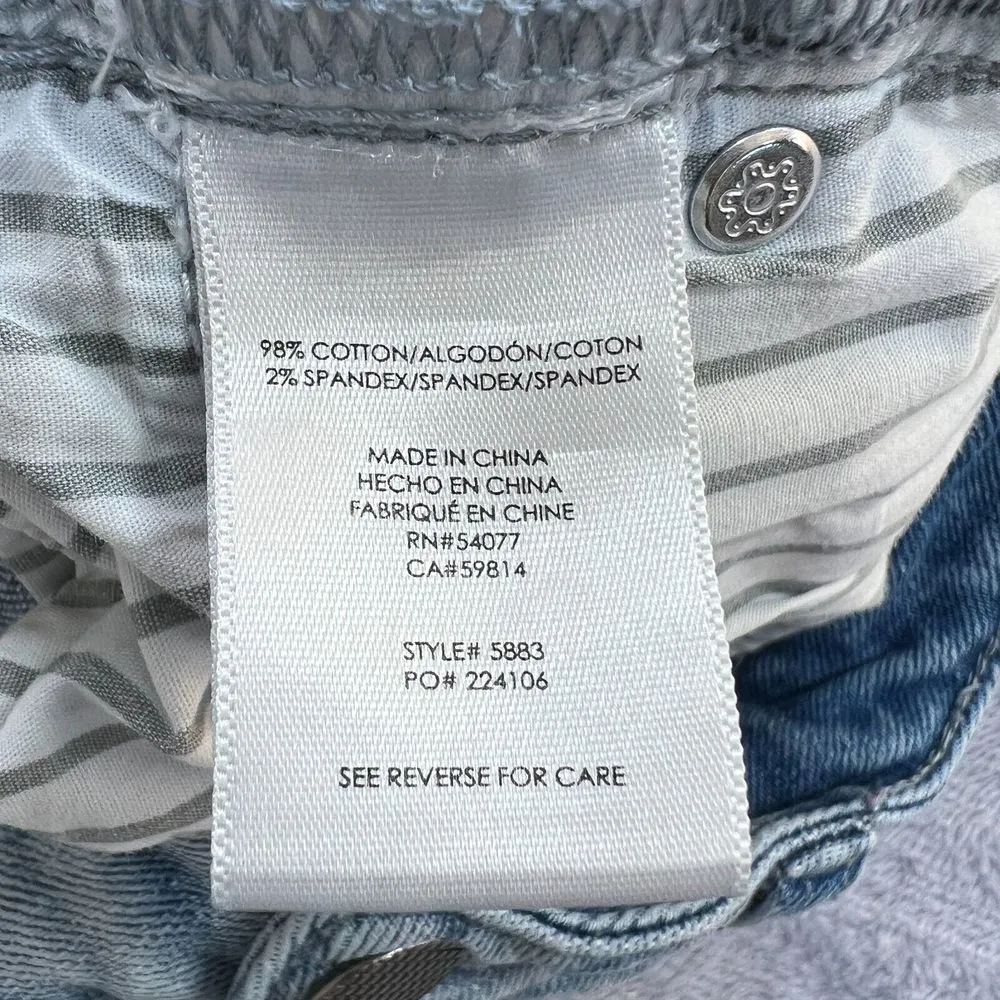 98% COTTON/ALGODÓN/COTON
2% SPANDEX/SPANDEX/SPANDEX
MADE IN CHINA
HECHO EN CHINA
FABRIQUÉ EN CHINE
RN#54077
CA#59814
STYLE# 5883
PO# 224106
SEE REVERSE FOR CARE